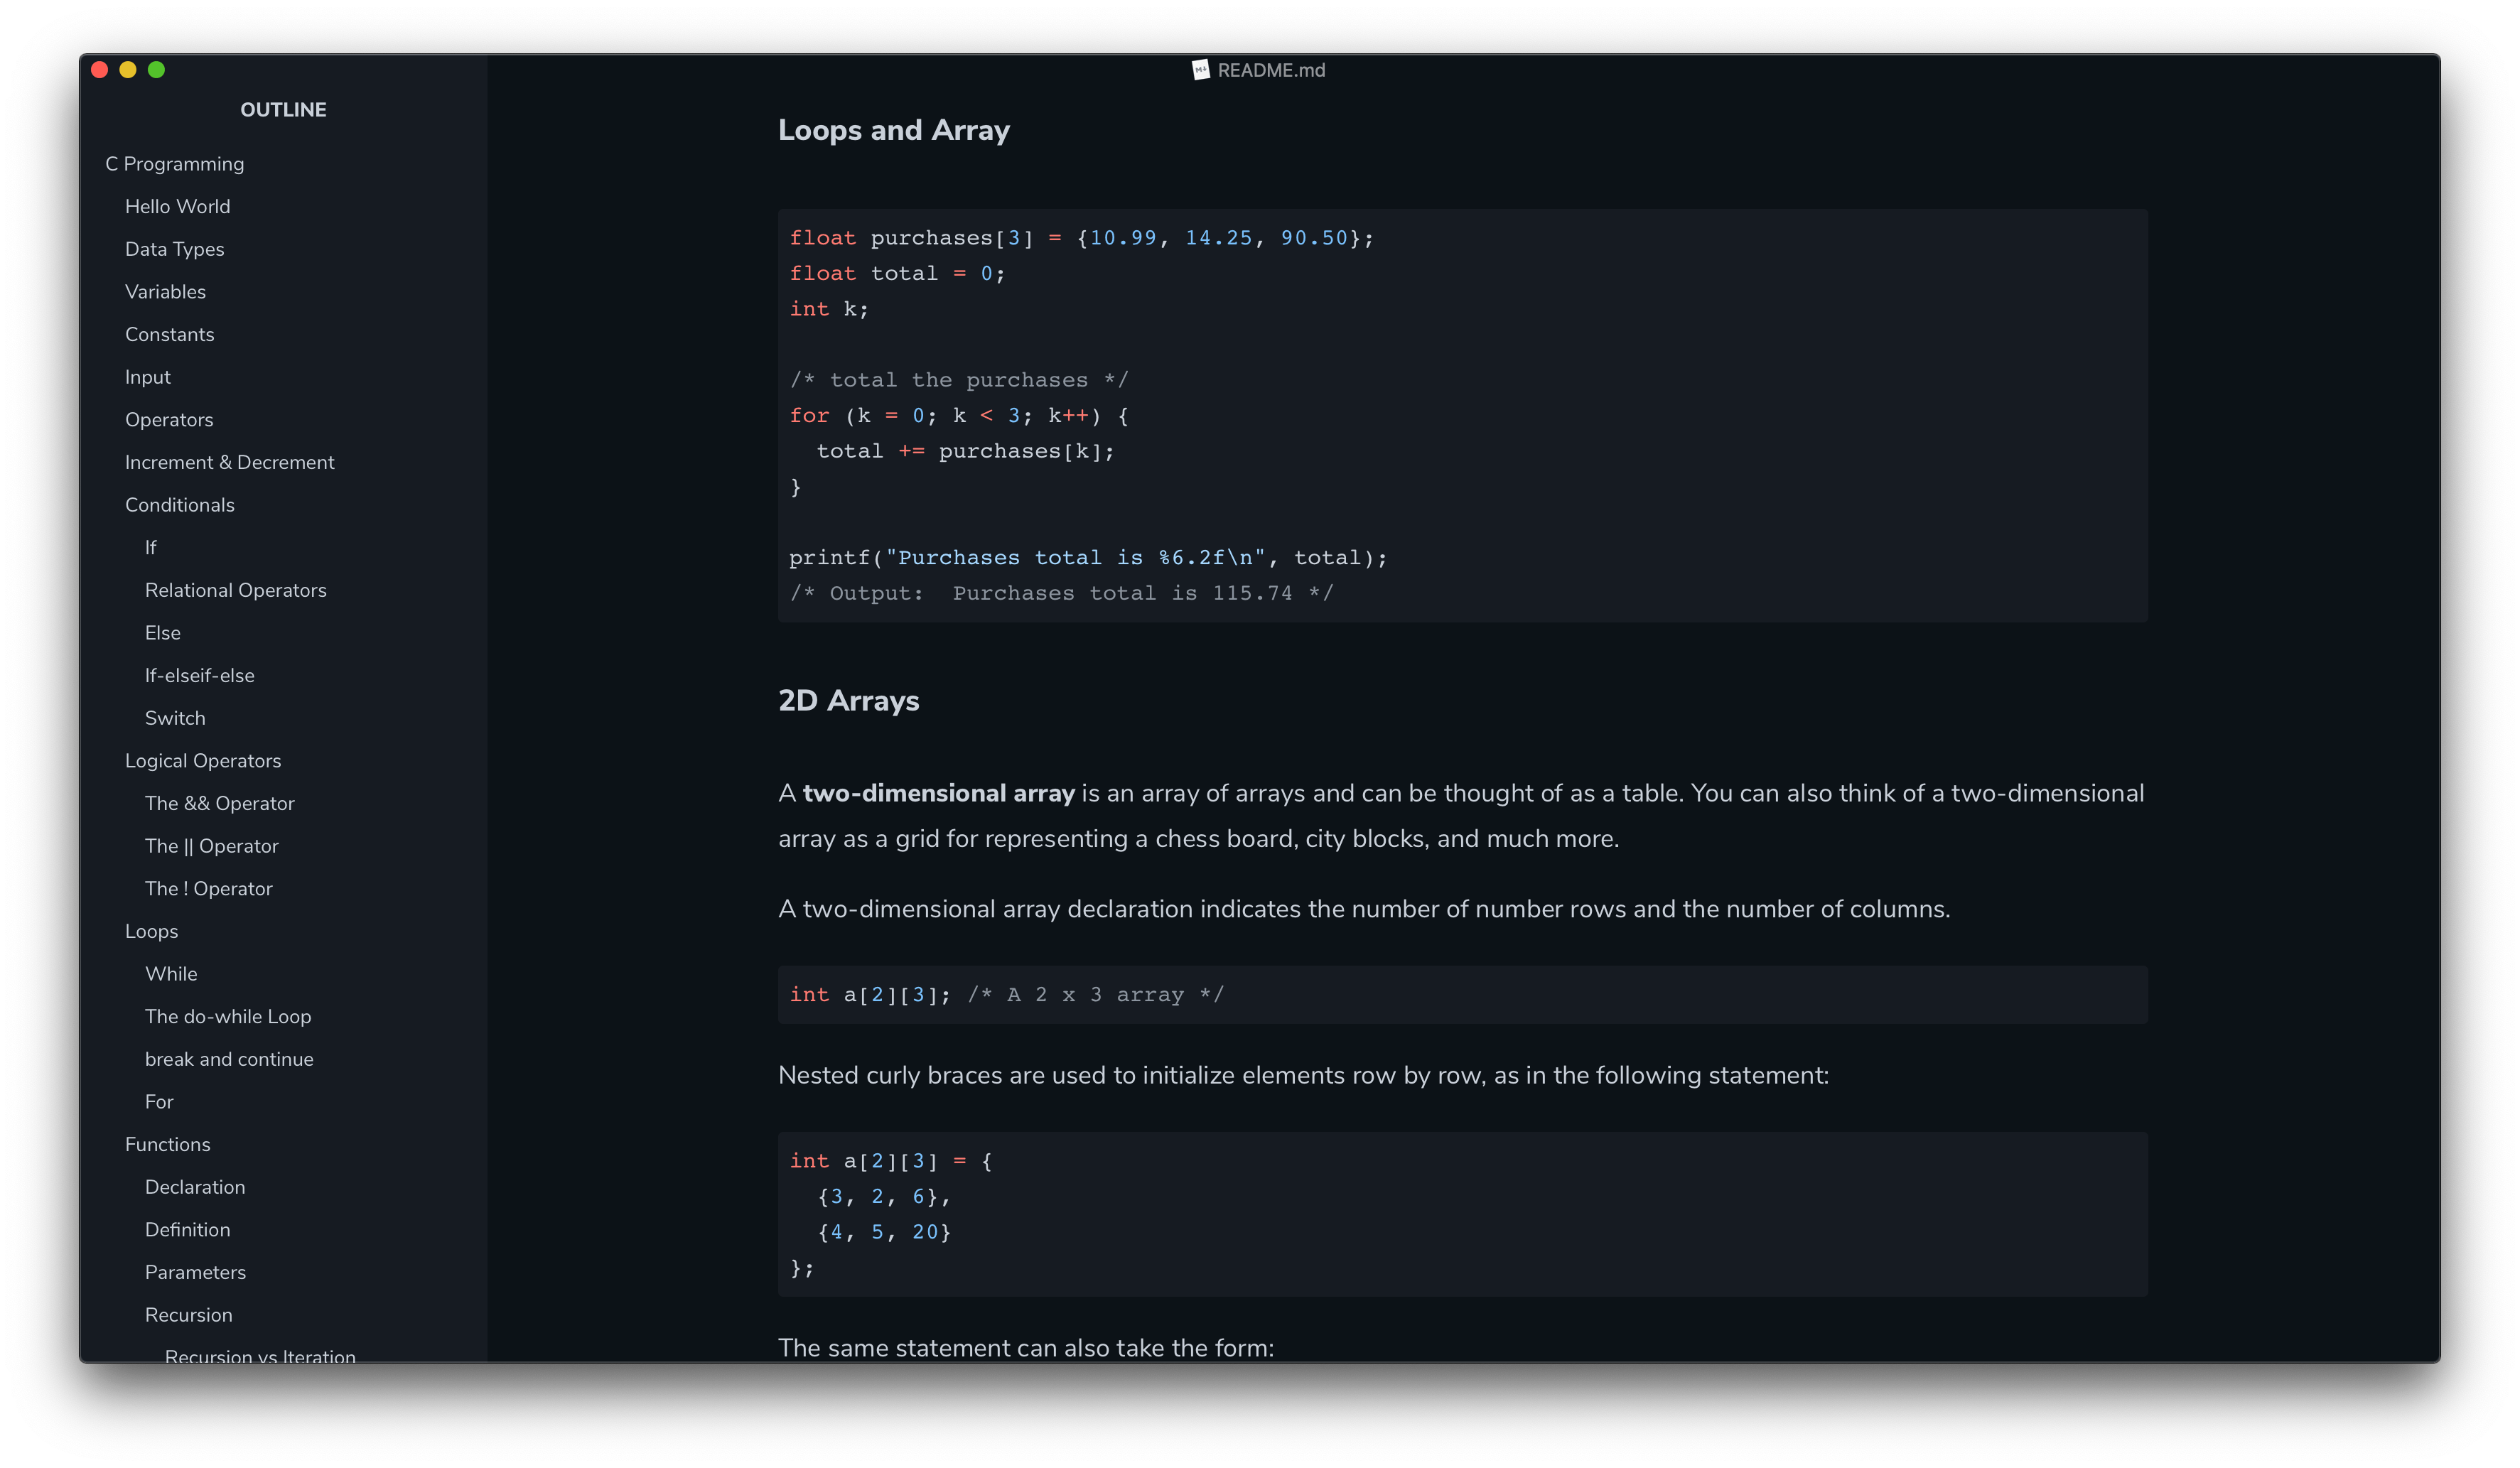 README.md
OUTLINE
C Programming
Hello World
Data Types
Variables
Constants
Input
Operators
Increment & Decrement
Conditionals
If
Relational Operators
Else
If-elseif-else
Switch
Logical Operators
The && Operator
The || Operator
The ! Operator
Loops
While
The do-while Loop
break and continue
For
Functions
Declaration
Definition
Parameters
Recursion
Recursion vs Iteration
Loops and Array
float purchases[3] = {10.99, 14.25, 90.50};
float total = 0;
int k;
/* total the purchases */
for (k = 0; k < 3; k++) {
  total += purchases[k];
}
printf("Purchases total is %6.2f\n", total);
/* Output:  Purchases total is 115.74 */
2D Arrays
A two-dimensional array is an array of arrays and can be thought of as a table. You can also think of a two-dimensional
array as a grid for representing a chess board, city blocks, and much more.
A two-dimensional array declaration indicates the number of number rows and the number of columns.
int a[2][3]; /* A 2 x 3 array */
Nested curly braces are used to initialize elements row by row, as in the following statement:
int a[2][3] = {
  {3, 2, 6},
  {4, 5, 20}
};
The same statement can also take the form: